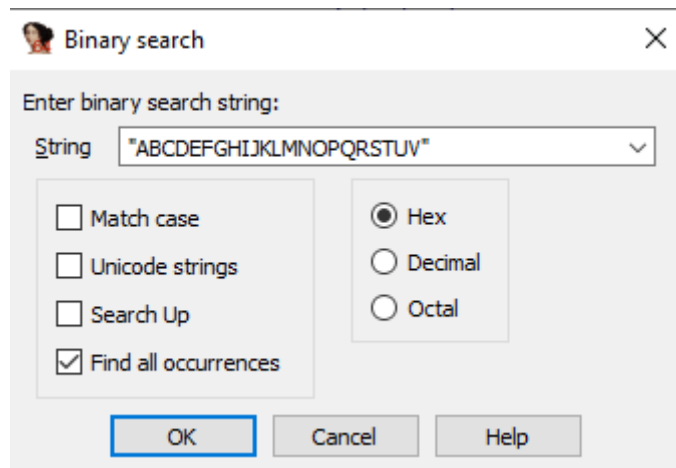 Binary search
Enter binary search string:
String "ABCDEFGHIJKLMNOPQRSTUV"
Match case
Hex
Unicode strings
Decimal
Search Up
Octal
Find all occurrences
OK Cancel Help